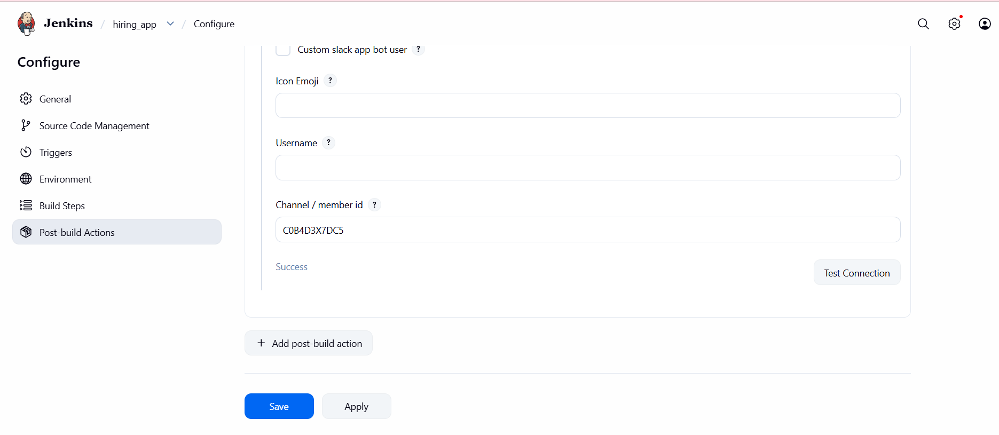 Jenkins / hiring_app / Configure
Configure
General
Source Code Management
Triggers
Environment
Build Steps
Post-build Actions
Custom slack app bot user ?
Icon Emoji ?
Username ?
Channel / member id ?
C0B4D3X7DC5
Success
Test Connection
+ Add post-build action
Save
Apply